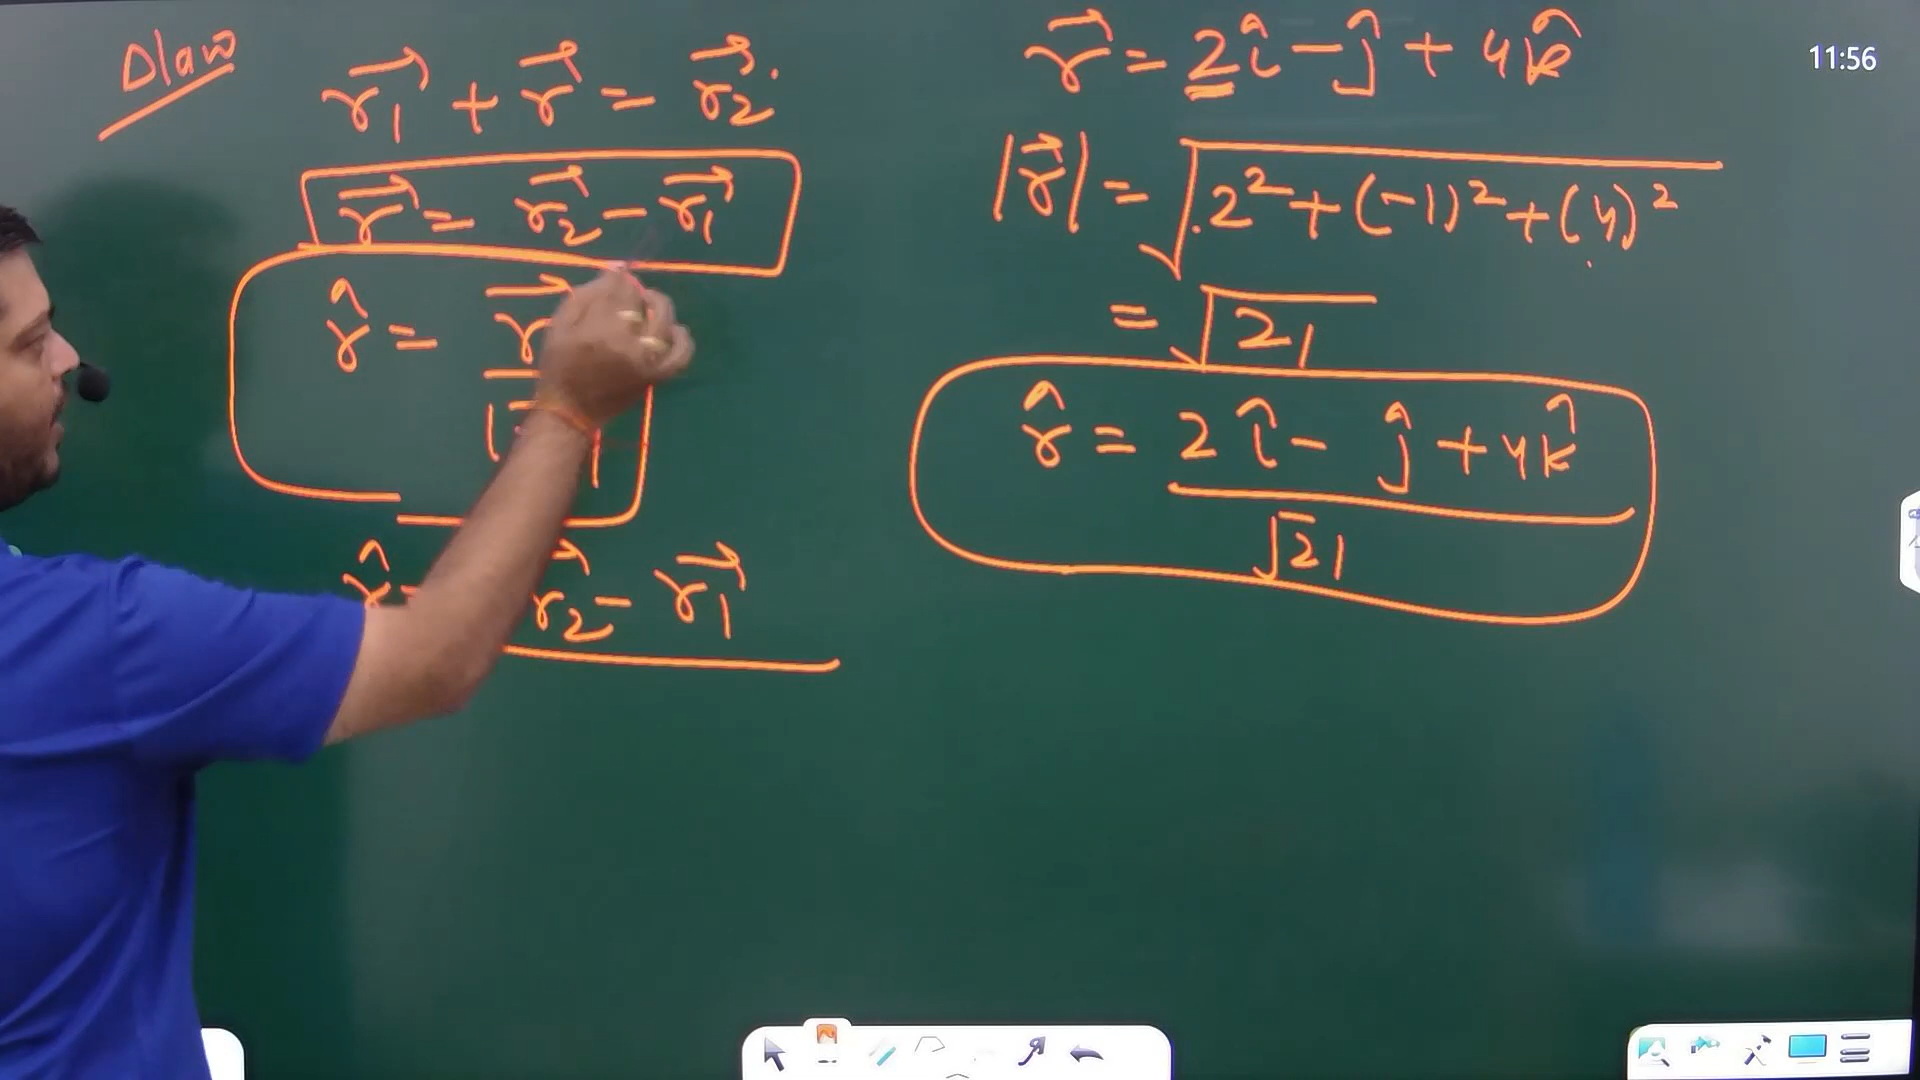 Δlaw
r₁⃗ + r⃗ = r₂⃗
r⃗ = r₂⃗ − r₁⃗
r̂ = r⃗
r̂ = r₂⃗ − r₁⃗
r⃗ = 2î − ĵ + 4k̂
|r⃗| = √2² + (−1)² + (4)²
= √21
r̂ = 2î − ĵ + 4k̂
√21
11:56